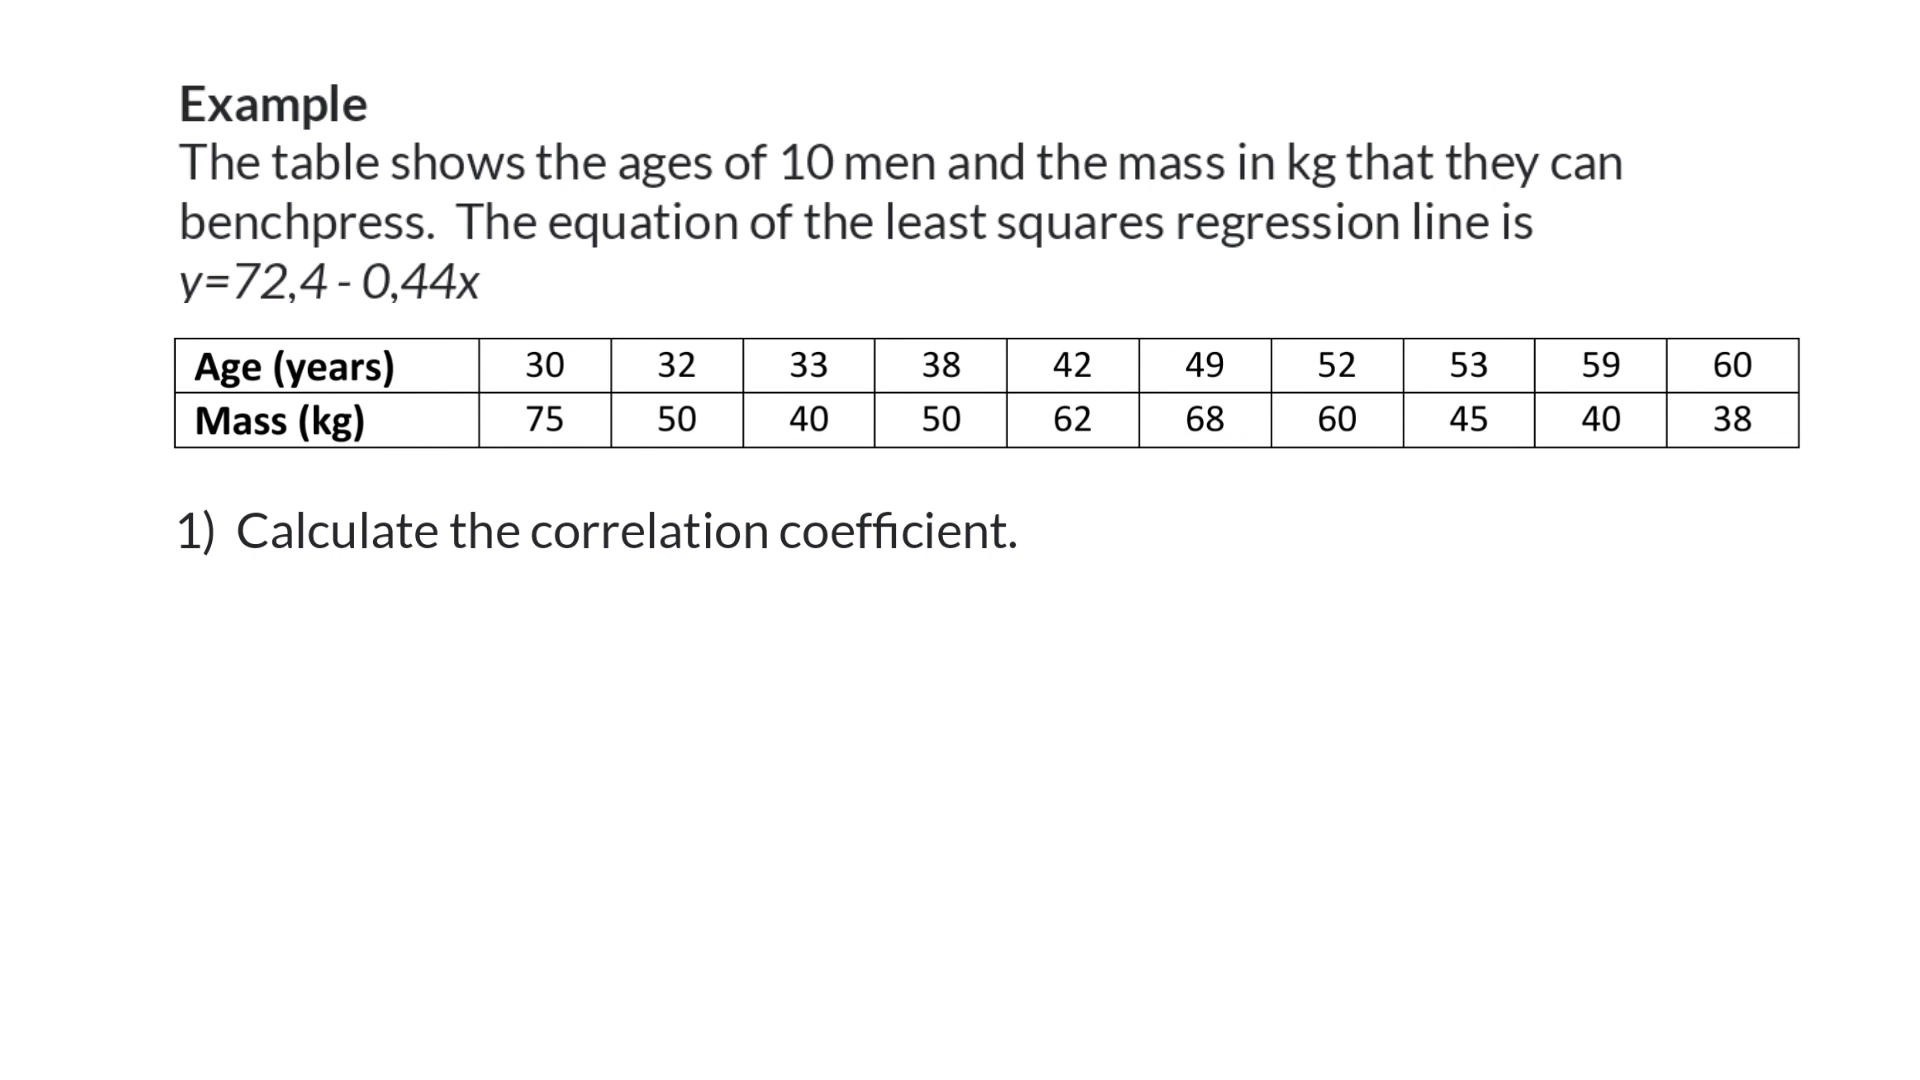 Example
The table shows the ages of 10 men and the mass in kg that they can
benchpress. The equation of the least squares regression line is
y=72,4 - 0,44x
Age (years) 30 32 33 38 42 49 52 53 59 60
Mass (kg) 75 50 40 50 62 68 60 45 40 38
1) Calculate the correlation coefficient.